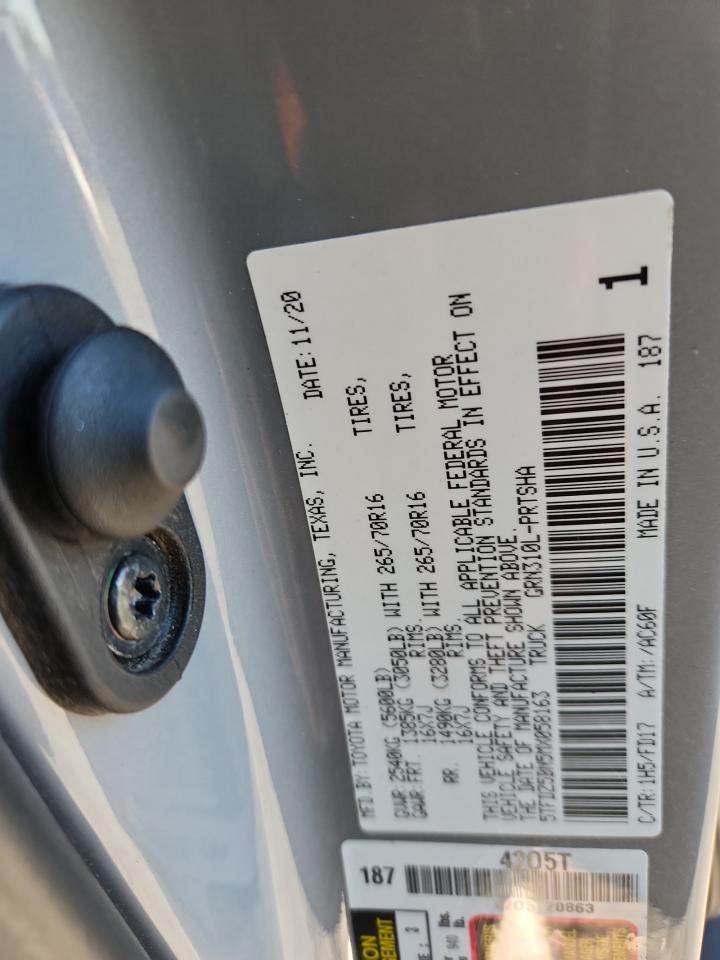 MFD.BY: TOYOTA MOTOR MANUFACTURING, TEXAS, INC. DATE: 11/20
GVWR 2540KG (5600LB)
GAWR: FRT. 1385KG (3050LB) WITH 265/70R16 TIRES,
16X7J RIMS,
RR. 1490KG (3280LB) WITH 265/70R16 TIRES,
16X7J RIMS.
THIS VEHICLE CONFORMS TO ALL APPLICABLE FEDERAL MOTOR
VEHICLE SAFETY AND THEFT PREVENTION STANDARDS IN EFFECT ON
THE DATE OF MANUFACTURE SHOWN ABOVE.
5TFDZ5BN5MX058163 TRUCK GRN310L-PRTSHA
1
C/TR:1H5/FD17 A/TM:/AC60F MADE IN U.S.A. 187
187